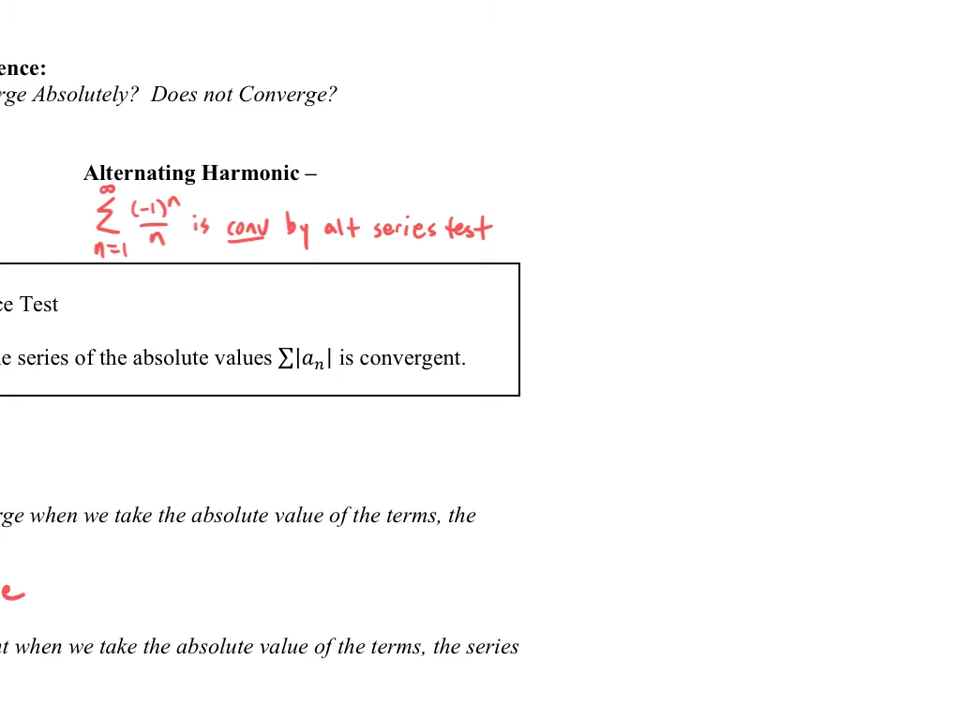 ence:
rge Absolutely? Does not Converge?
Alternating Harmonic –
∞
∑ (-1)^n/n is conv by alt series test
n=1
ce Test
e series of the absolute values ∑|aₙ| is convergent.
rge when we take the absolute value of the terms, the
e
t when we take the absolute value of the terms, the series